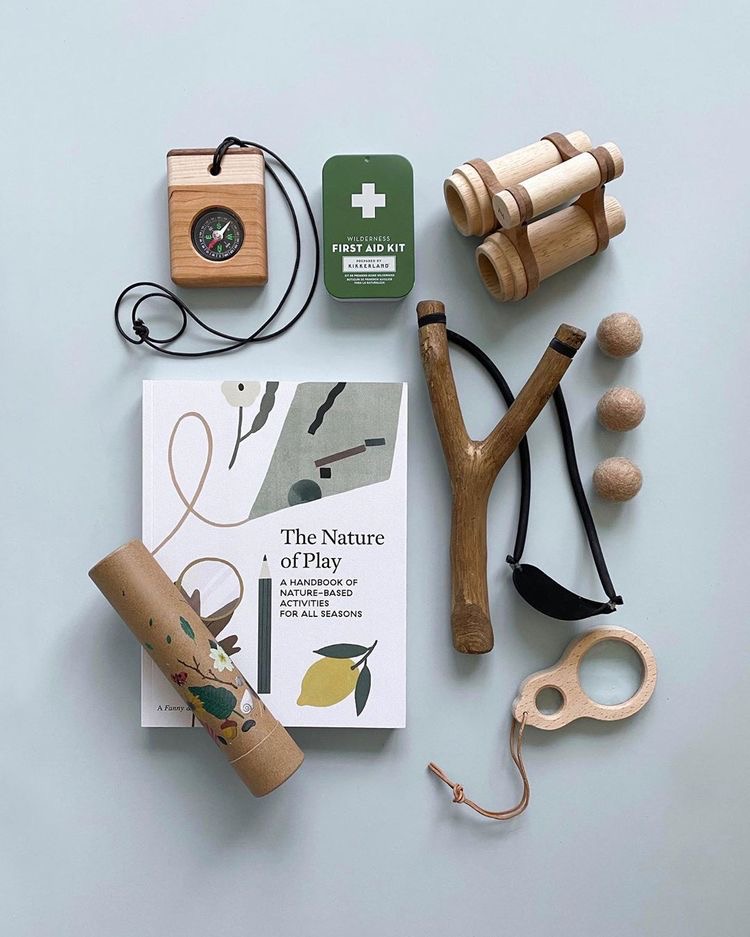 WILDERNESS
FIRST AID KIT
PREPARED BY
KIKKERLAND
The Nature
of Play
A HANDBOOK OF
NATURE-BASED
ACTIVITIES
FOR ALL SEASONS
A Fanny &